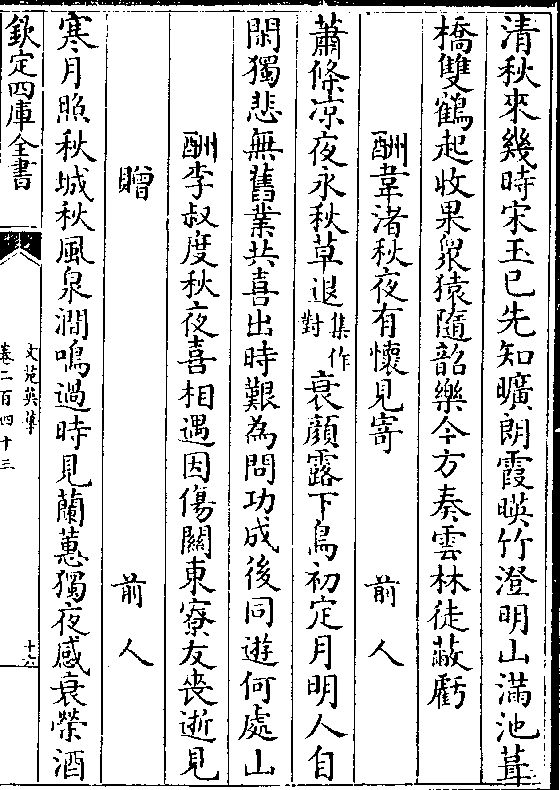 清秋來幾時宋玉已先知曠朗霞暎竹澄明山滿池葺
橋雙鶴起收果衆猿隨韶樂今方奏雲林徒蔽虧
酬韋渚秋夜有懷見寄　前人
蕭條凉夜永秋草退集作對衰顔露下鳥初定月明人自
閑獨悲無舊業共喜出時艱為問功成後同遊何處山
酬李叔度秋夜喜相遇因傷關東寮友喪逝見
贈　前人
寒月照秋城秋風泉澗鳴過時見蘭蕙獨夜感衰榮酒
欽定四庫全書
文苑英華
卷二百四十三
十六